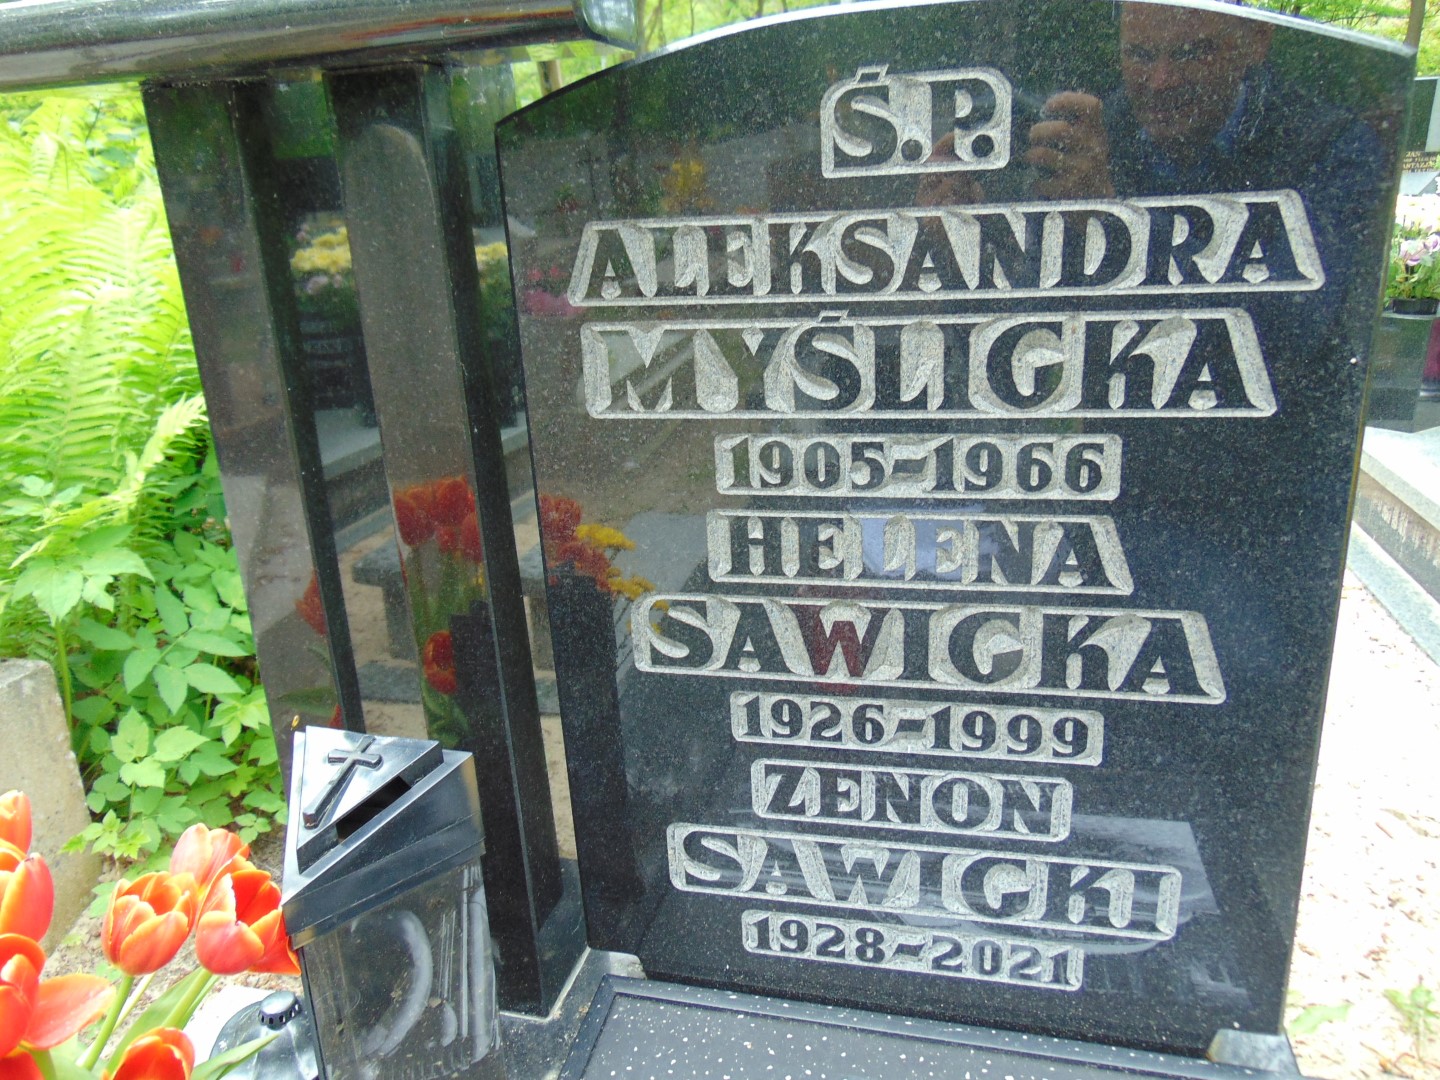 Ś.P.
ALEKSANDRA
MYŚLICKA
1905-1966
HELENA
SAWICKA
1926-1999
ZENON
SAWICKI
1928-2021